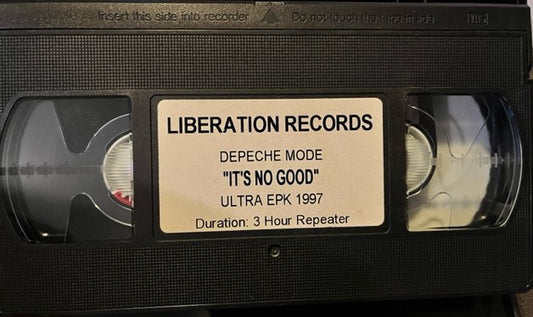 Insert this side into recorder Do not touch the tape inside VHS
LIBERATION RECORDS
DEPECHE MODE
"IT'S NO GOOD"
ULTRA EPK 1997
Duration: 3 Hour Repeater